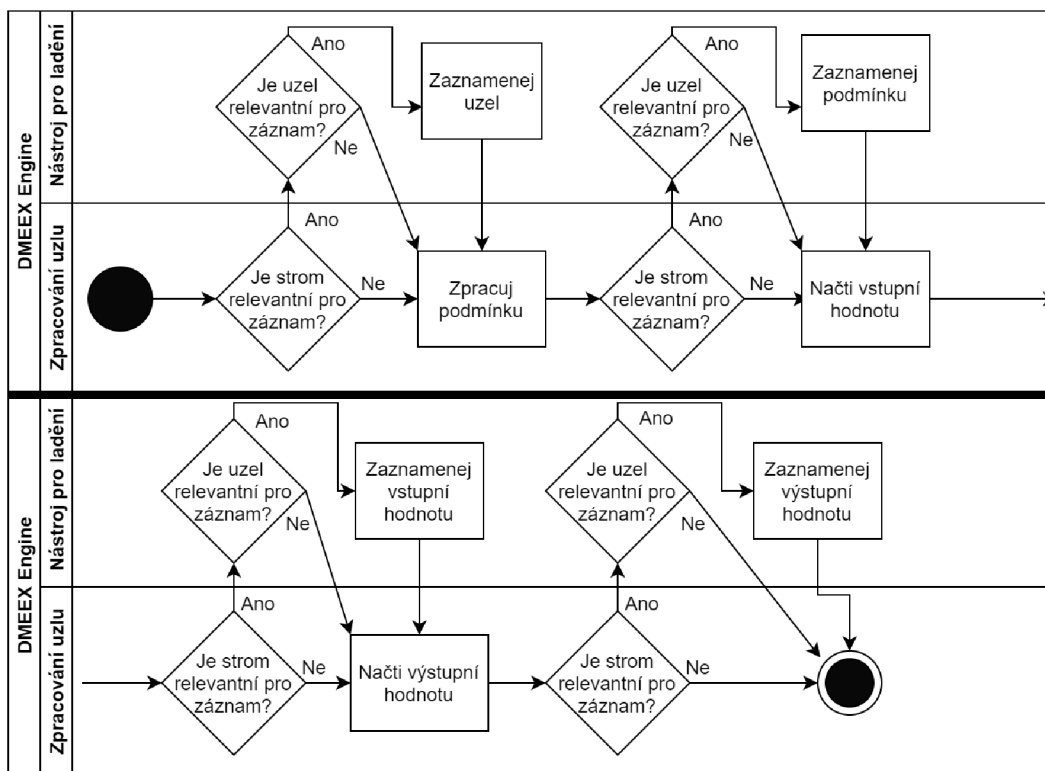 DMEEX Engine
Nástroj pro ladění
Zpracování uzlu
Je strom
relevantní pro
záznam?
Ano
Ne
Je uzel
relevantní pro
záznam?
Ano
Ne
Zaznamenej
uzel
Zpracuj
podmínku
Je strom
relevantní pro
záznam?
Ano
Ne
Je uzel
relevantní pro
záznam?
Ano
Ne
Zaznamenej
podmínku
Načti vstupní
hodnotu
DMEEX Engine
Nástroj pro ladění
Zpracování uzlu
Je strom
relevantní pro
záznam?
Ano
Ne
Je uzel
relevantní pro
záznam?
Ano
Ne
Zaznamenej
vstupní
hodnotu
Načti výstupní
hodnotu
Je strom
relevantní pro
záznam?
Ano
Ne
Je uzel
relevantní pro
záznam?
Ano
Ne
Zaznamenej
výstupní
hodnotu